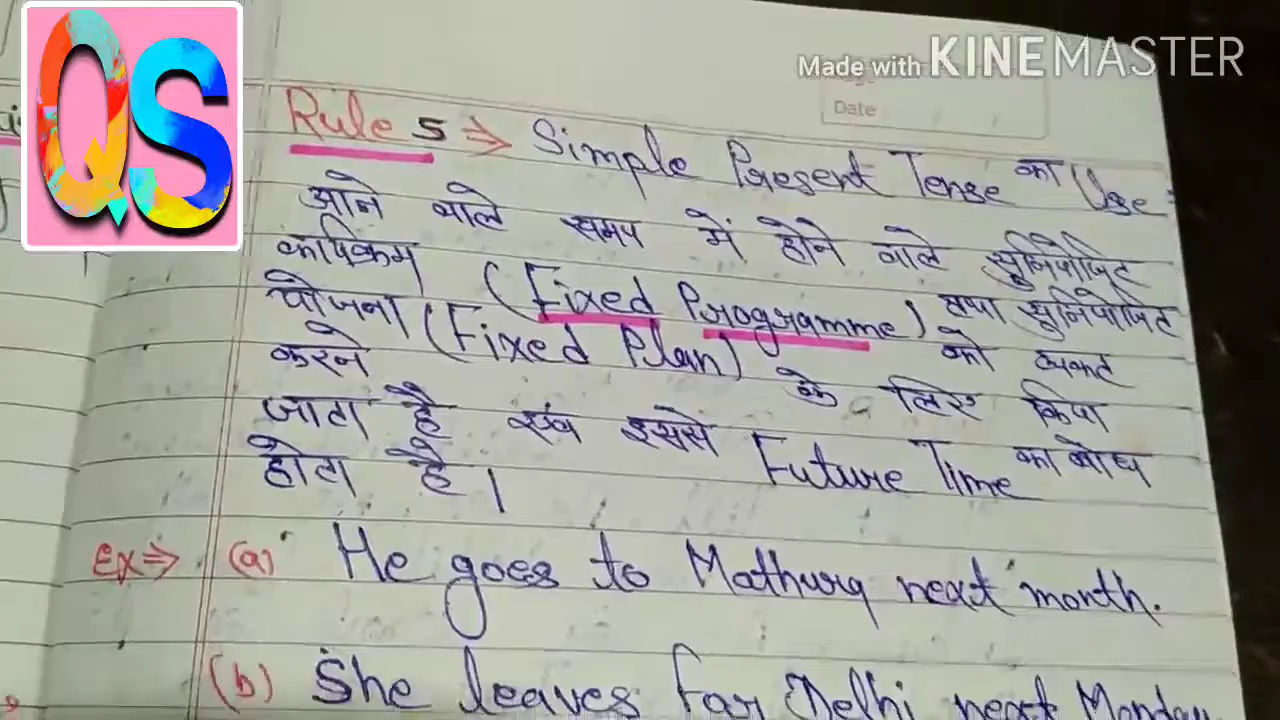 QS
Made with KINEMASTER
Date
Rule 5 ⇒ Simple Present Tense का Use
आने वाले समय में होने वाले सुनियोजित
कार्यक्रम (Fixed Programme) तथा सुनियोजित
योजना (Fixed Plan) को व्यक्त
करने के लिए किया
जाता है एवं इससे Future Time का बोध
होता है।
Ex ⇒ (a) He goes to Mathura next month.
(b) She leaves for Delhi next Monday